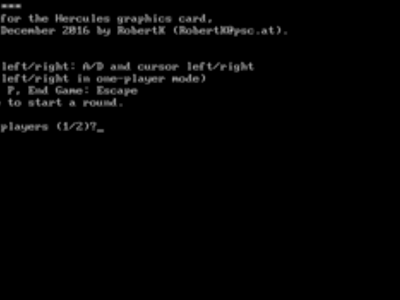 ===
for the Hercules graphics card.
December 2016 by RobertK (RobertK@psc.at).
left/right: A/D and cursor left/right
left/right in one-player mode)
P, End Game: Escape
to start a round.
players (1/2)?_